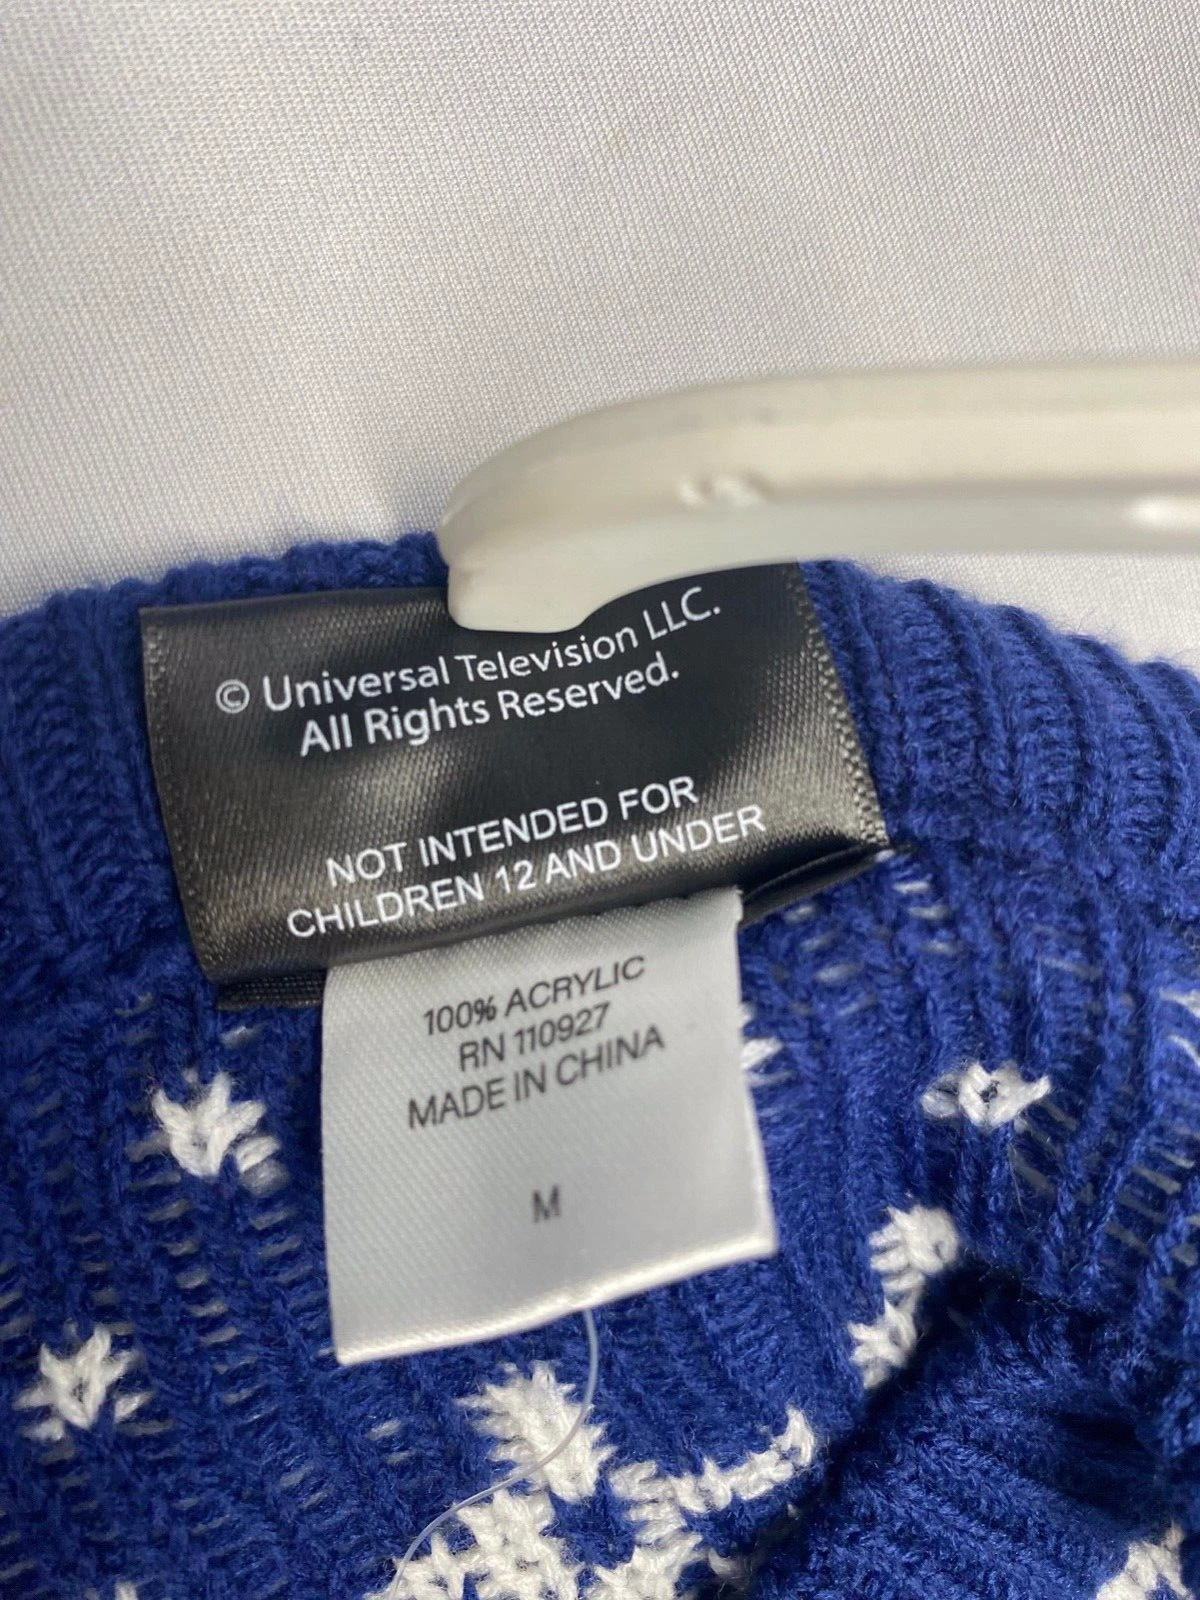 © Universal Television LLC.
All Rights Reserved.
NOT INTENDED FOR
CHILDREN 12 AND UNDER
100% ACRYLIC
RN 110927
MADE IN CHINA
M